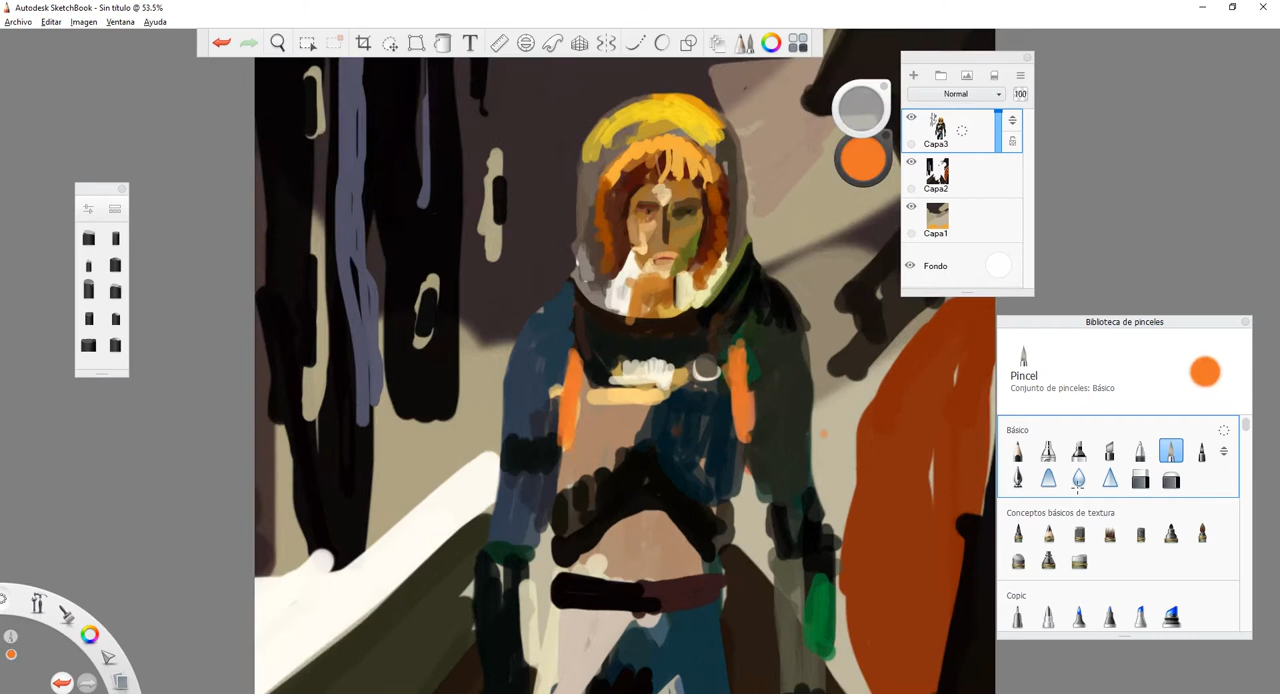 Autodesk SketchBook - Sin título @ 53.5%
Archivo Editar Imagen Ventana Ayuda
T
Normal 100
Capa3
Capa2
Capa1
Fondo
Biblioteca de pinceles
Pincel
Conjunto de pinceles: Básico
Básico
Conceptos básicos de textura
Copic